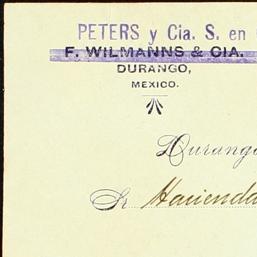 PETERS y Cia. S. en
F. WILMANNS & CIA.
DURANGO,
MEXICO.
Durango
Sr Hacienda